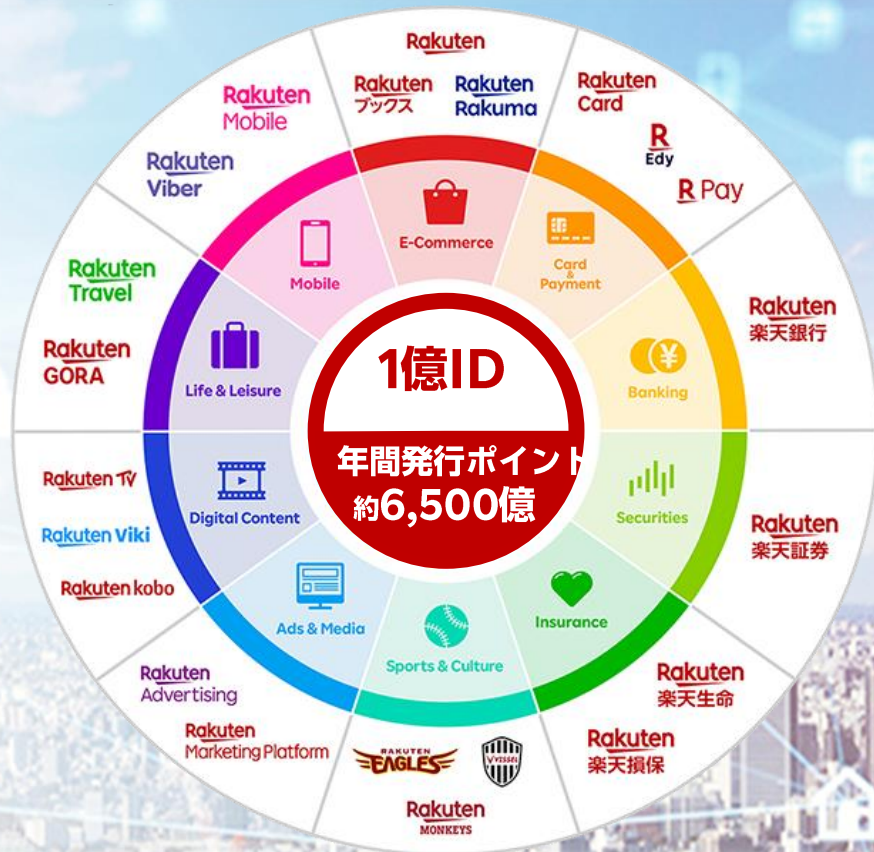 Rakuten
Rakuten
ブックス
Rakuten
Rakuma
Rakuten
Card
R
Edy
R Pay
Rakuten
楽天銀行
Rakuten
楽天証券
Rakuten
楽天生命
Rakuten
楽天損保
RAKUTEN
EAGLES
VISSEL
Rakuten
MONKEYS
Rakuten
Advertising
Rakuten
Marketing Platform
Rakuten TV
Rakuten Viki
Rakuten kobo
Rakuten
Travel
Rakuten
GORA
Rakuten
Mobile
Rakuten
Viber
E-Commerce
Card
&
Payment
Banking
Securities
Insurance
Sports & Culture
Ads & Media
Digital Content
Life & Leisure
Mobile
1億ID
年間発行ポイント
約6,500億